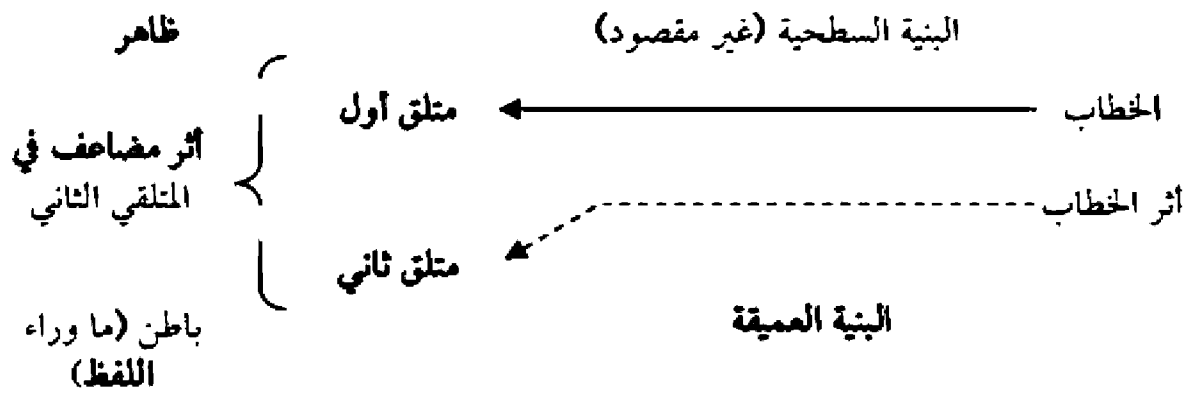 البنية السطحية (غير مقصود)
ظاهر
الخطاب
متلق أول
أثر مضاعف في
المتلقي الثاني
أثر الخطاب
متلق ثاني
البنية العميقة
باطن (ما وراء
اللفظ)